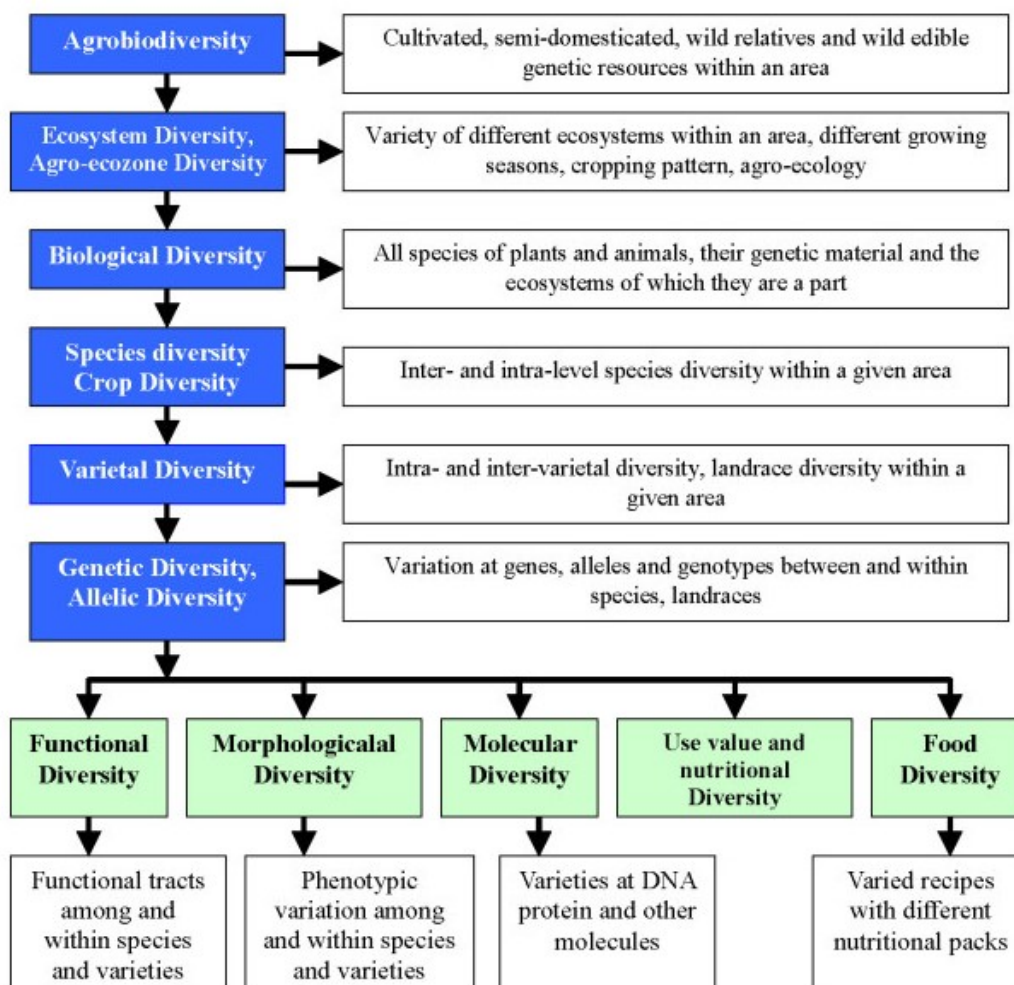 Agrobiodiversity
Cultivated, semi-domesticated, wild relatives and wild edible
genetic resources within an area
Ecosystem Diversity,
Agro-ecozone Diversity
Variety of different ecosystems within an area, different growing
seasons, cropping pattern, agro-ecology
Biological Diversity
All species of plants and animals, their genetic material and the
ecosystems of which they are a part
Species diversity
Crop Diversity
Inter- and intra-level species diversity within a given area
Varietal Diversity
Intra- and inter-varietal diversity, landrace diversity within a
given area
Genetic Diversity,
Allelic Diversity
Variation at genes, alleles and genotypes between and within
species, landraces
Functional
Diversity
Morphologicalal
Diversity
Molecular
Diversity
Use value and
nutritional
Diversity
Food
Diversity
Functional tracts
among and
within species
and varieties
Phenotypic
variation among
and within species
and varieties
Varieties at DNA
protein and other
molecules
Varied recipes
with different
nutritional packs